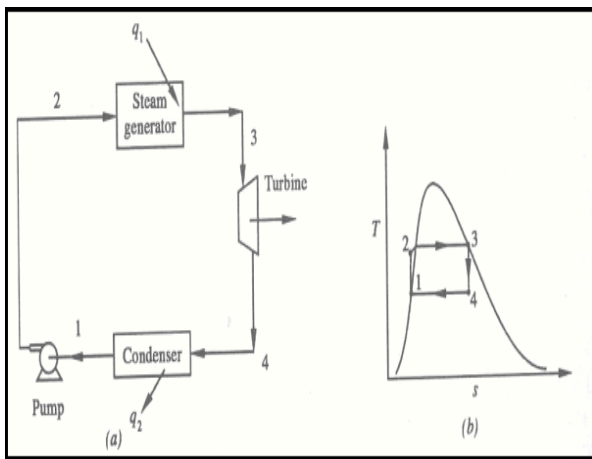 q1
2
Steam
generator
3
Turbine
1
Condenser
4
Pump
q2
(a)
T
2
3
1
4
s
(b)